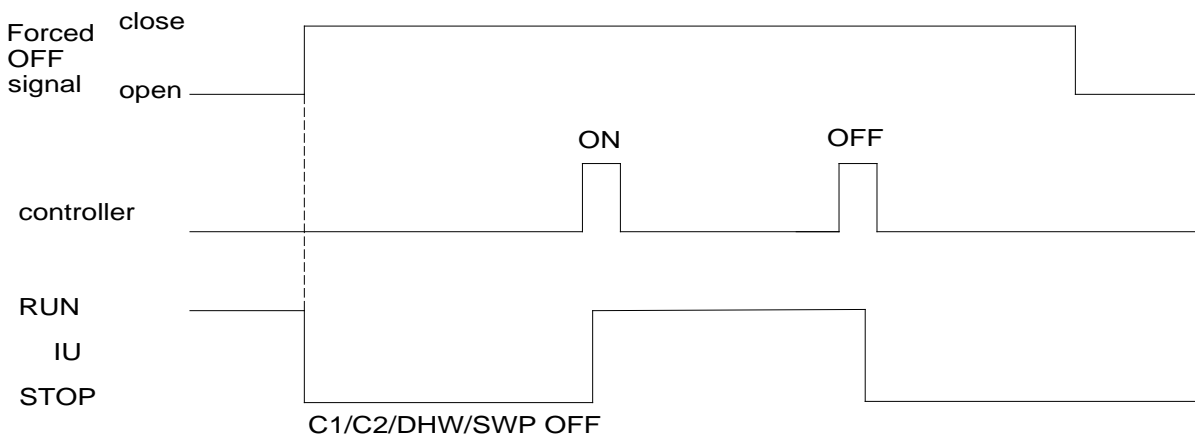 Forced
OFF
signal
close
open
ON
OFF
controller
RUN
IU
STOP
C1/C2/DHW/SWP OFF